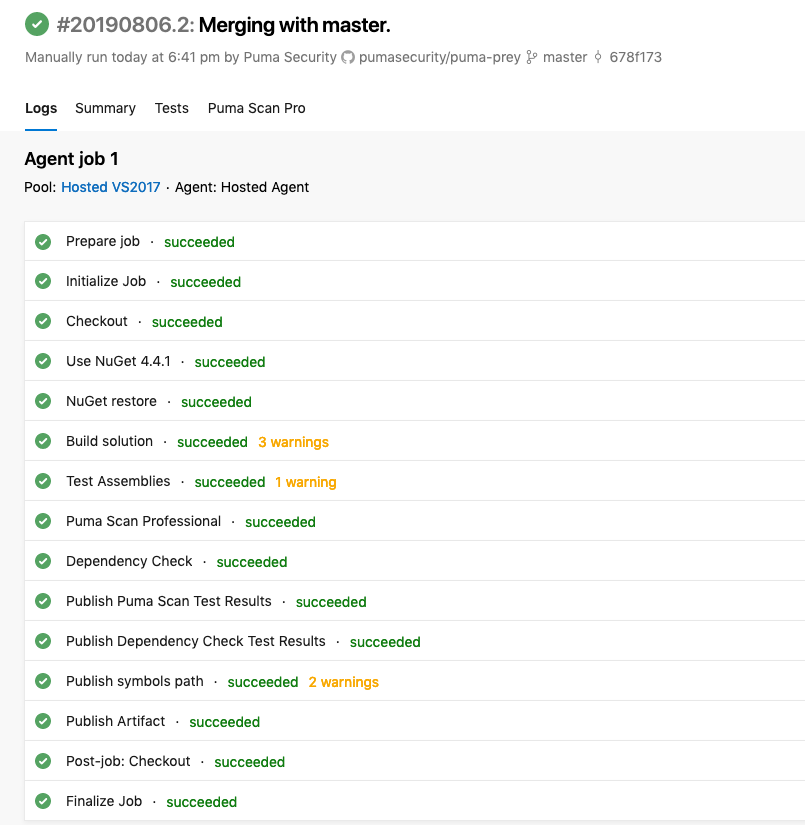 #20190806.2: Merging with master.
Manually run today at 6:41 pm by Puma Security pumasecurity/puma-prey master 678f173
Logs Summary Tests Puma Scan Pro
Agent job 1
Pool: Hosted VS2017 · Agent: Hosted Agent
Prepare job · succeeded
Initialize Job · succeeded
Checkout · succeeded
Use NuGet 4.4.1 · succeeded
NuGet restore · succeeded
Build solution · succeeded 3 warnings
Test Assemblies · succeeded 1 warning
Puma Scan Professional · succeeded
Dependency Check · succeeded
Publish Puma Scan Test Results · succeeded
Publish Dependency Check Test Results · succeeded
Publish symbols path · succeeded 2 warnings
Publish Artifact · succeeded
Post-job: Checkout · succeeded
Finalize Job · succeeded